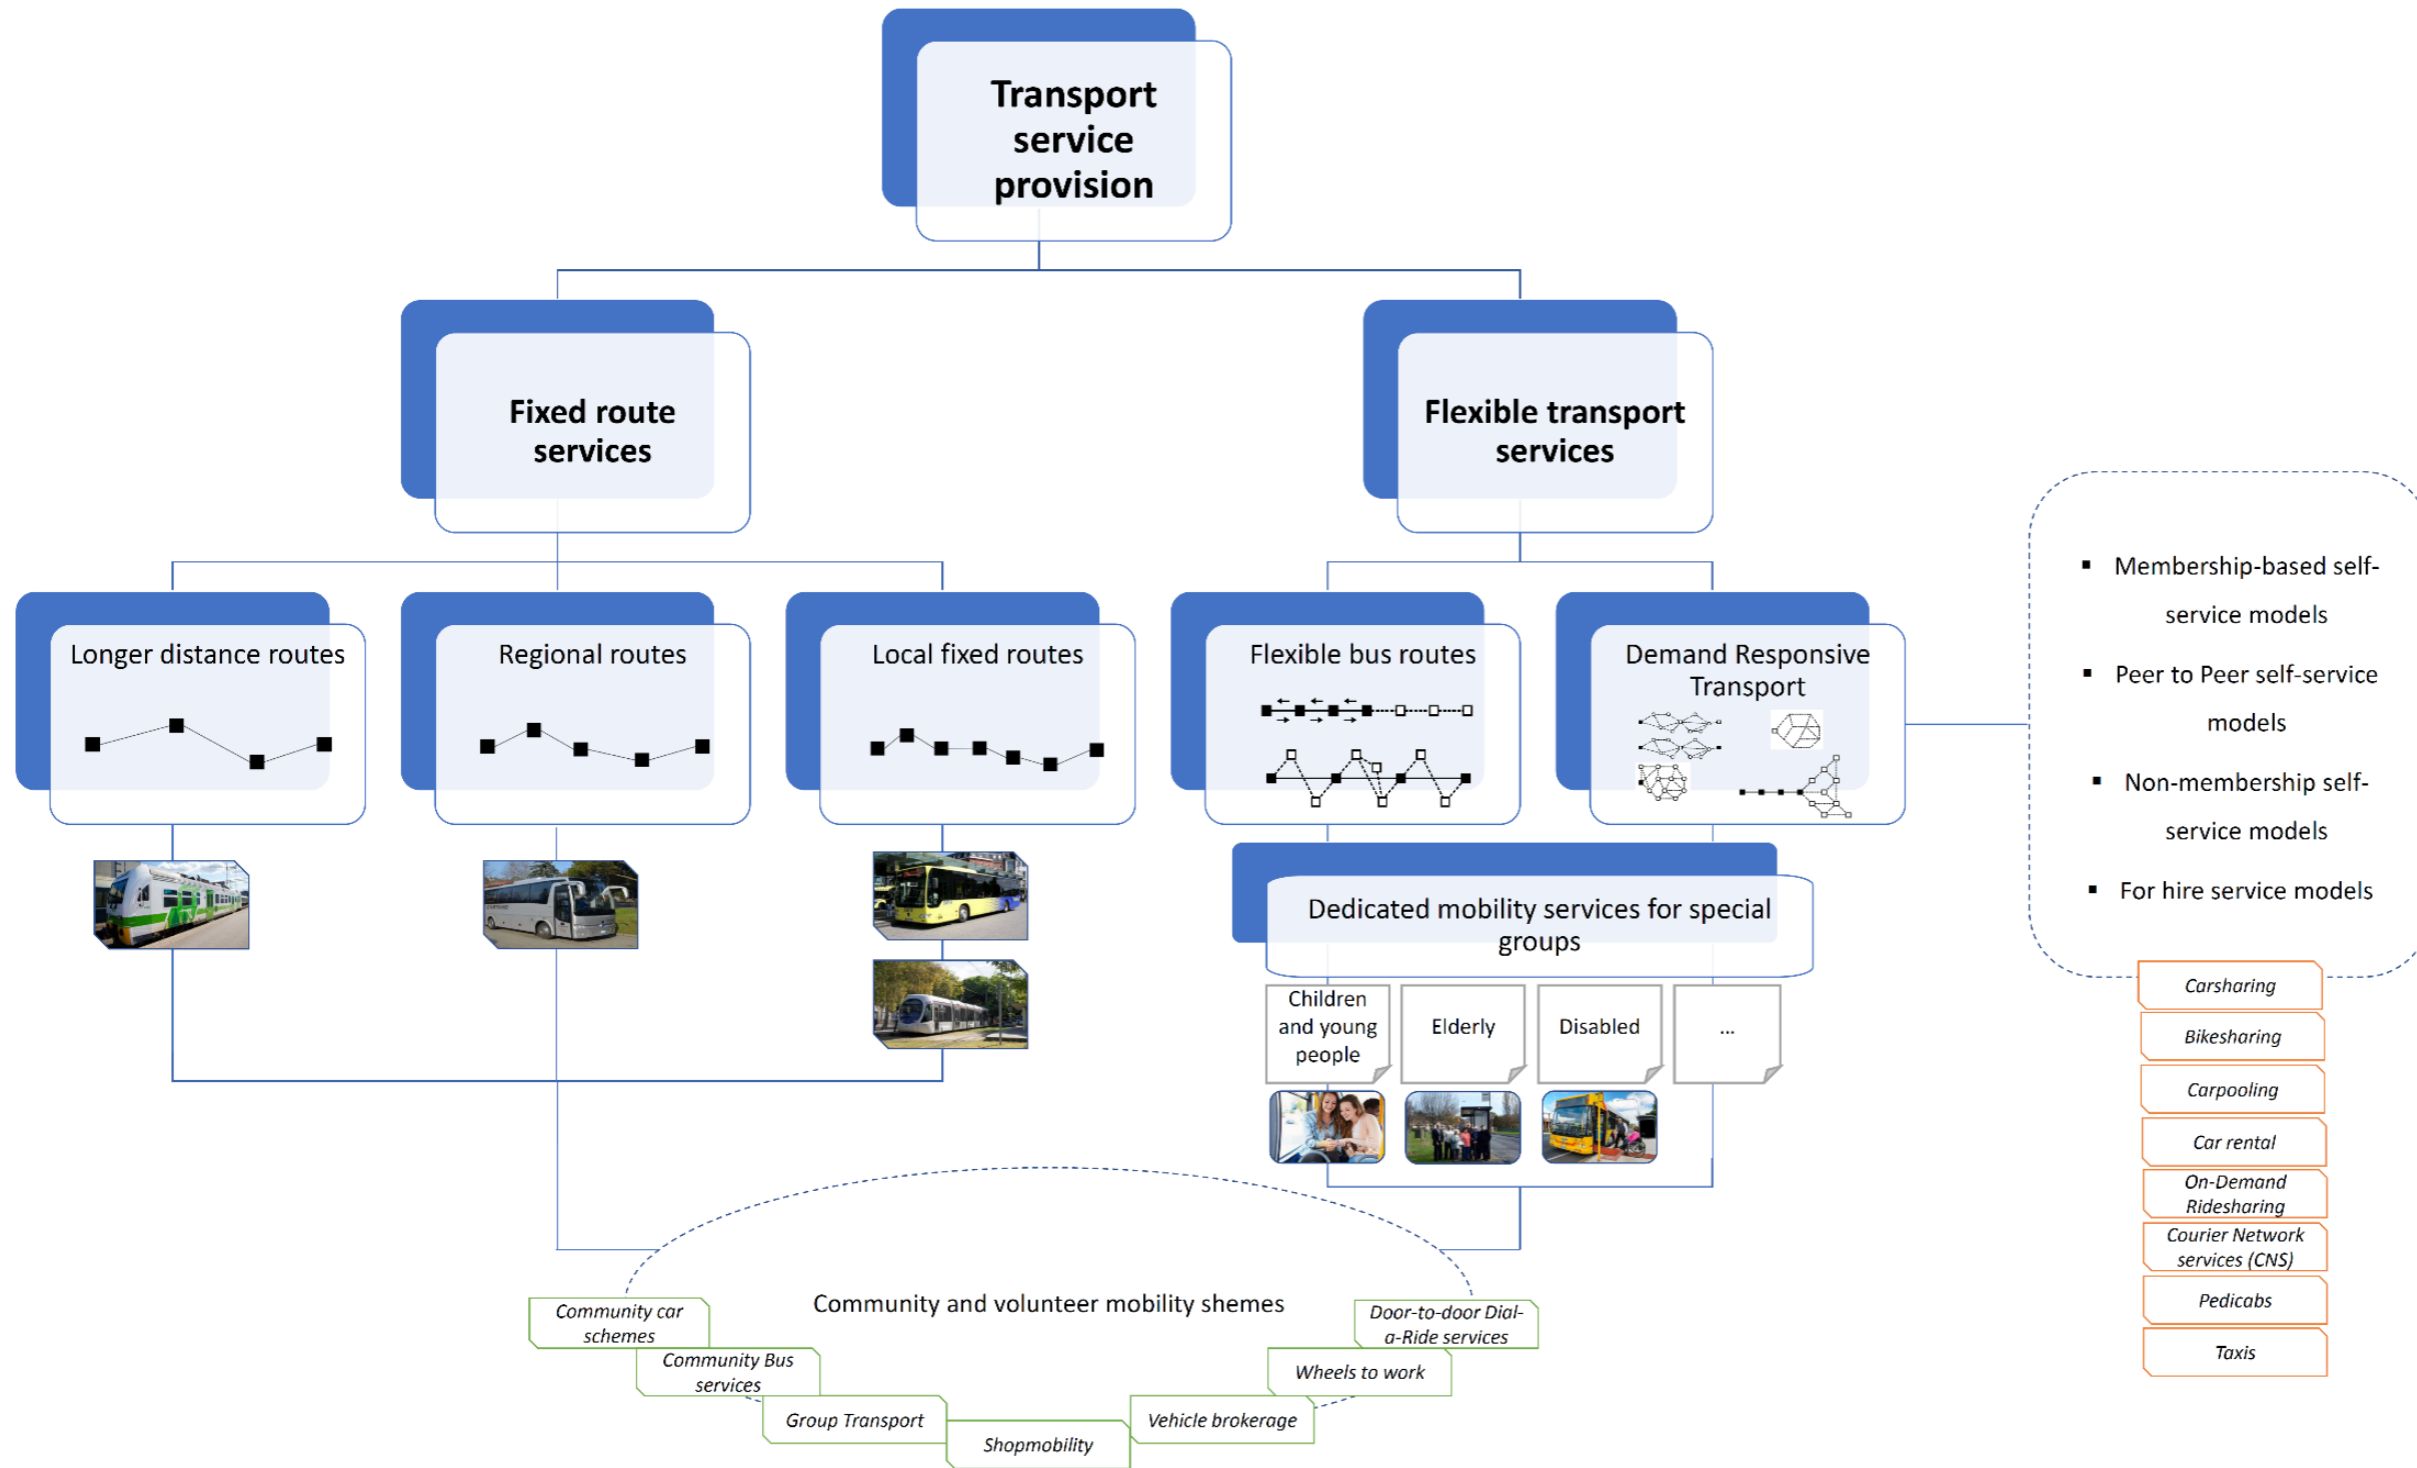 Transport
service
provision
Fixed route
services
Flexible transport
services
Longer distance routes
Regional routes
Local fixed routes
Flexible bus routes
Demand Responsive
Transport
▪ Membership-based self-
service models
▪ Peer to Peer self-service
models
▪ Non-membership self-
service models
▪ For hire service models
Dedicated mobility services for special
groups
Children
and young
people
Elderly
Disabled
...
Carsharing
Bikesharing
Carpooling
Car rental
On-Demand
Ridesharing
Courier Network
services (CNS)
Pedicabs
Taxis
Community and volunteer mobility shemes
Community car
schemes
Community Bus
services
Group Transport
Shopmobility
Vehicle brokerage
Wheels to work
Door-to-door Dial-
a-Ride services